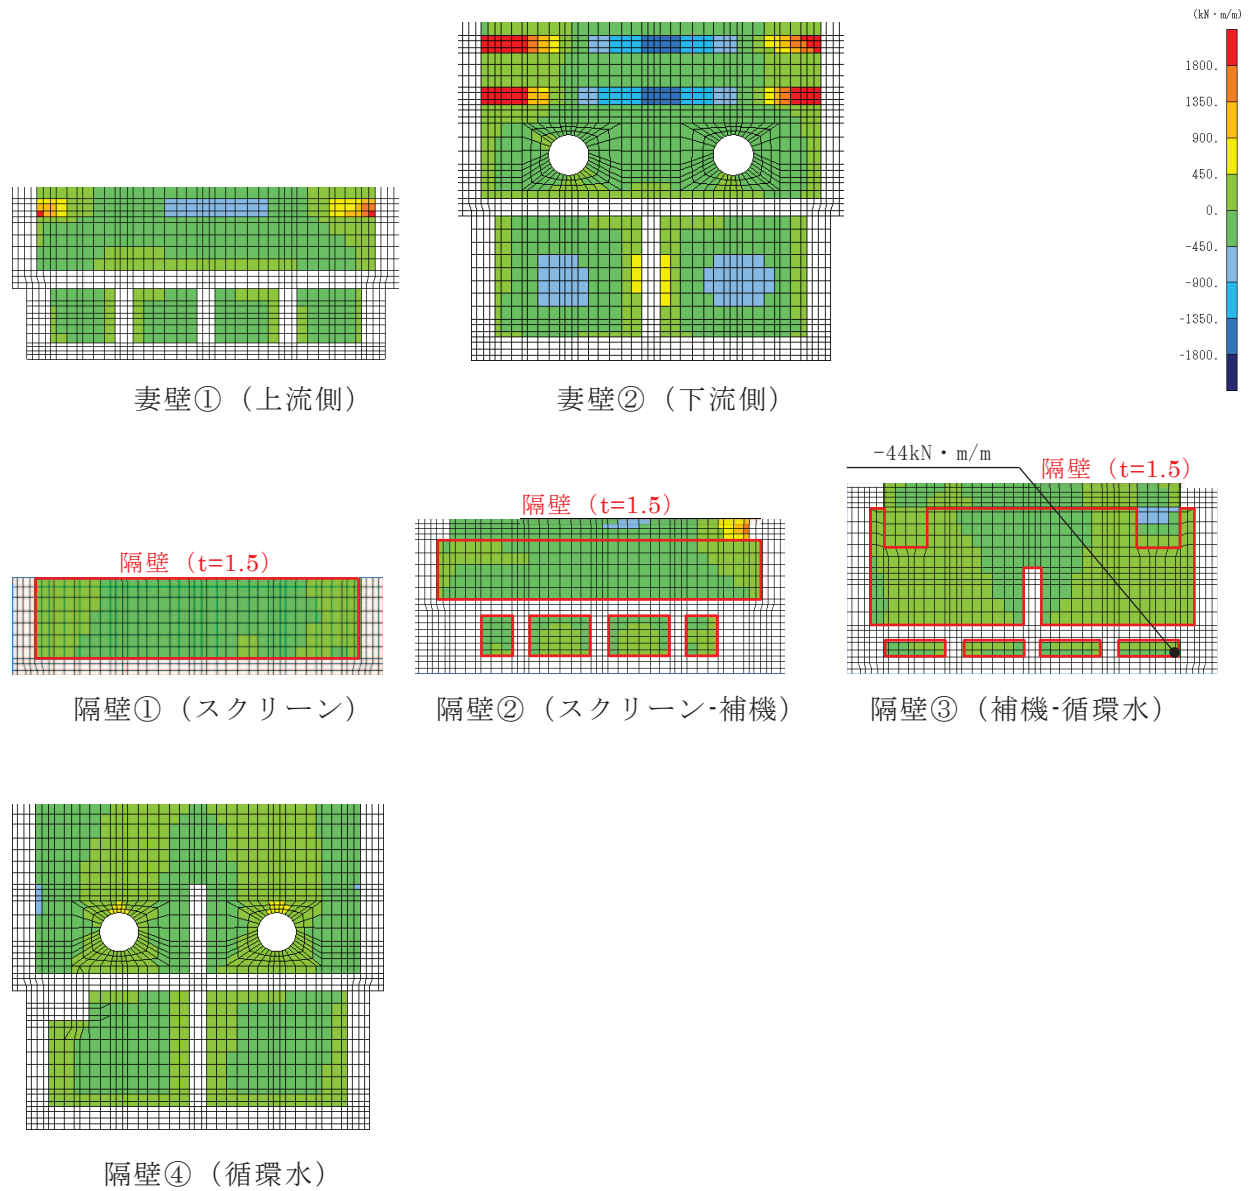 (kN・m/m)
1800.
1350.
900.
450.
0.
-450.
-900.
-1350.
-1800.
妻壁①（上流側）
妻壁②（下流側）
隔壁（t=1.5）
隔壁（t=1.5）
-44kN・m/m
隔壁（t=1.5）
隔壁①（スクリーン）
隔壁②（スクリーン-補機）
隔壁③（補機-循環水）
隔壁④（循環水）